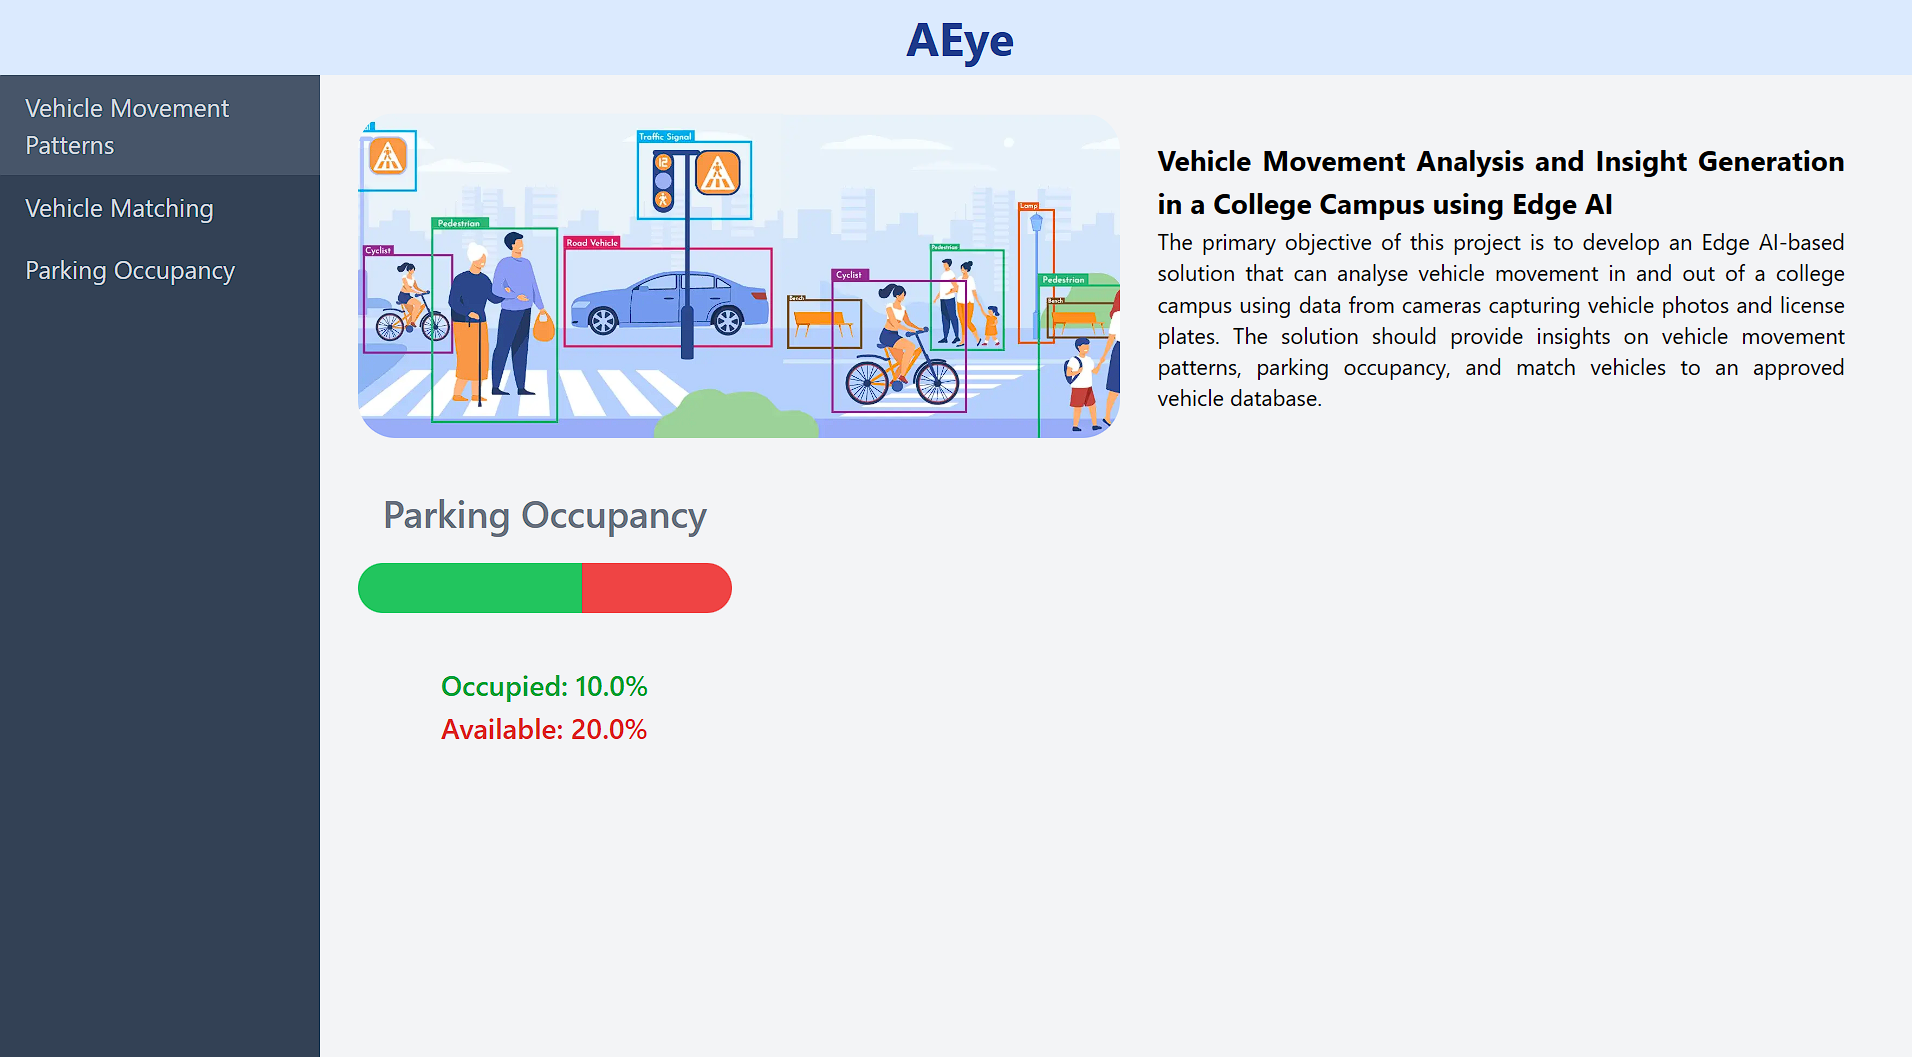 AEye
Vehicle Movement
Patterns
Vehicle Matching
Parking Occupancy
Traffic Signal
12
Pedestrian
Cyclist
Road Vehicle
Bench
Cyclist
Pedestrian
Lamp
Pedestrian
Bench
Vehicle Movement Analysis and Insight Generation
in a College Campus using Edge AI
The primary objective of this project is to develop an Edge AI-based
solution that can analyse vehicle movement in and out of a college
campus using data from cameras capturing vehicle photos and license
plates. The solution should provide insights on vehicle movement
patterns, parking occupancy, and match vehicles to an approved
vehicle database.
Parking Occupancy
Occupied: 10.0%
Available: 20.0%